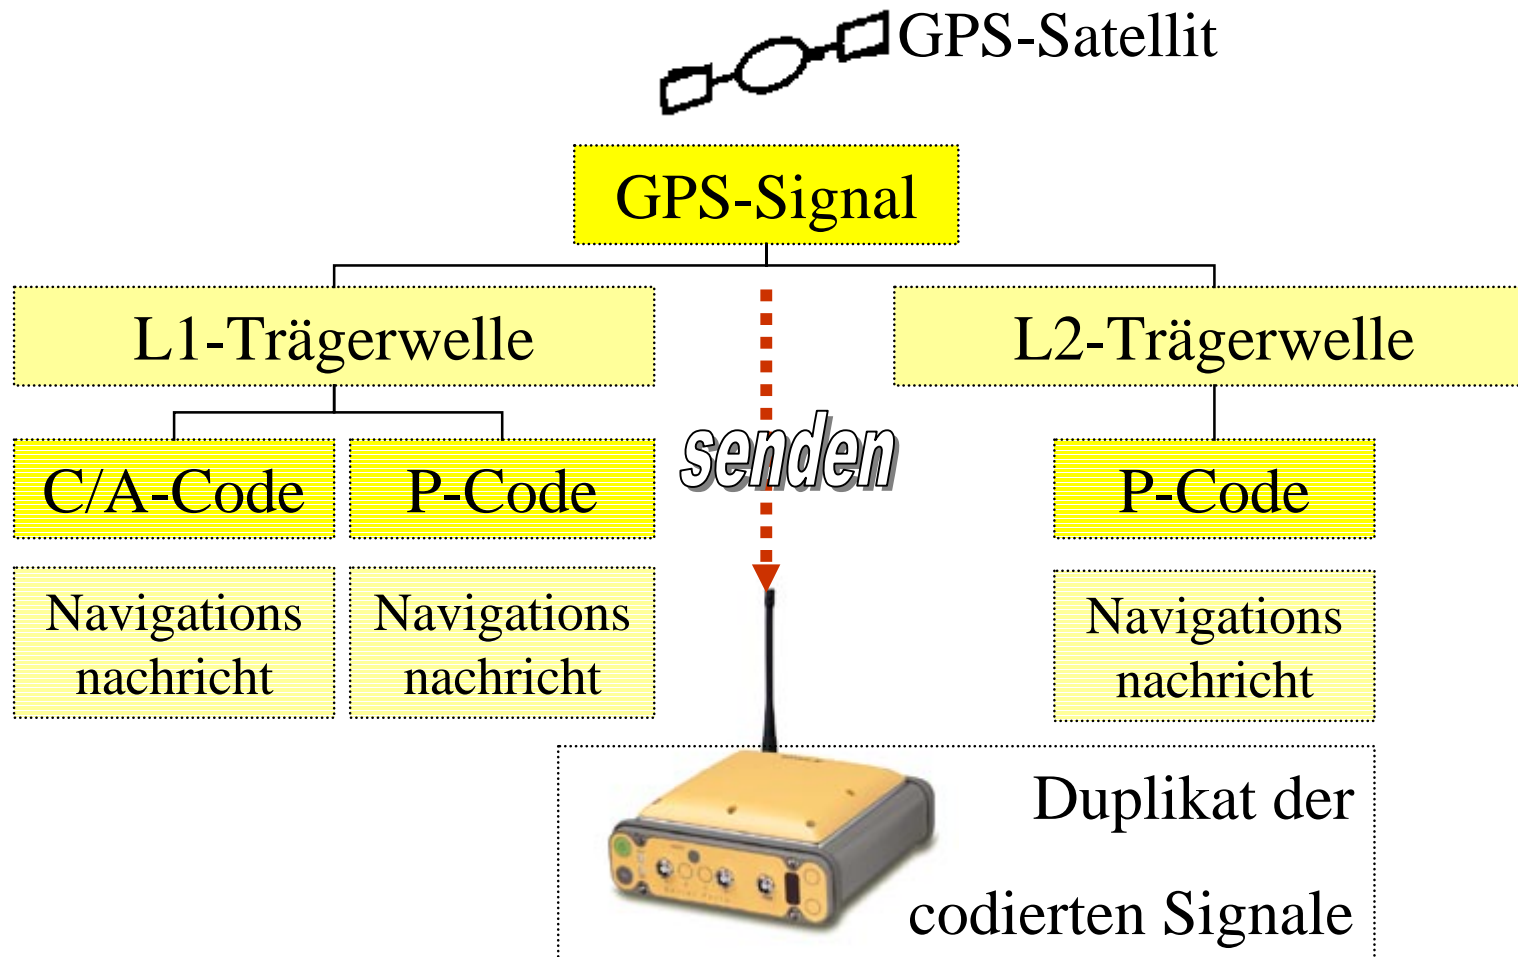 GPS-Satellit
GPS-Signal
L1-Trägerwelle
L2-Trägerwelle
senden
C/A-Code
P-Code
P-Code
Navigations
nachricht
Navigations
nachricht
Navigations
nachricht
Duplikat der
codierten Signale